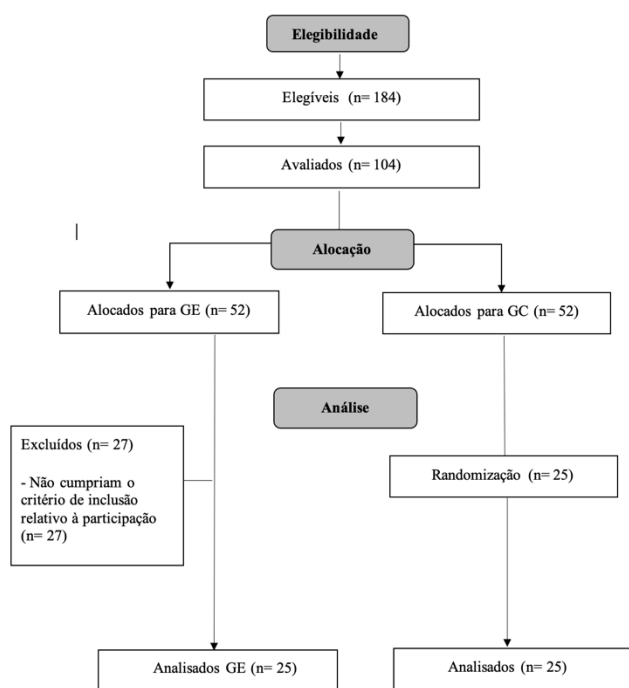 Elegibilidade
Elegíveis (n= 184)
Avaliados (n= 104)
Alocação
Alocados para GE (n= 52)
Alocados para GC (n= 52)
Análise
Excluídos (n= 27)
- Não cumpriam o
critério de inclusão
relativo à participação
(n= 27)
Randomização (n= 25)
Analisados GE (n= 25)
Analisados (n= 25)